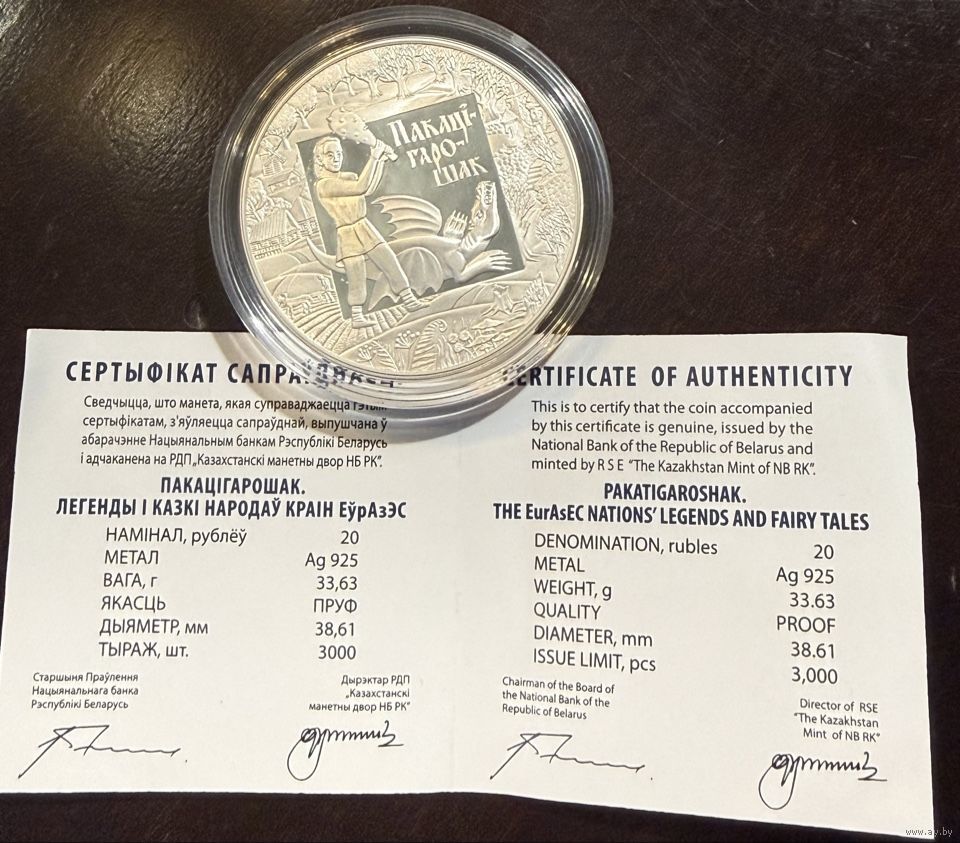 Пакаці-
гаро-
шак
СЕРТЫФІКАТ
Сведчыцца, што манета, якая суправаджаецца гэтым
сертыфікатам, з'яўляецца сапраўднай, выпушчана ў
абарачэнне Нацыянальным банкам Рэспублікі Беларусь
і адчаканена на РДП „Казахстанскі манетны двор НБ РК".
ПАКАЦІГАРОШАК.
ЛЕГЕНДЫ І КАЗКІ НАРОДАЎ КРАІН ЕўрАзЭС
НАМІНАЛ, рублёў 20
МЕТАЛ Ag 925
ВАГА, г 33,63
ЯКАСЦЬ ПРУФ
ДЫЯМЕТР, мм 38,61
ТЫРАЖ, шт. 3000
Старшыня Праўлення
Нацыянальнага банка
Рэспублікі Беларусь
Дырэктар РДП
„Казахстанскі
манетны двор НБ РК"
CERTIFICATE OF AUTHENTICITY
This is to certify that the coin accompanied
by this certificate is genuine, issued by the
National Bank of the Republic of Belarus and
minted by R S E "The Kazakhstan Mint of NB RK".
PAKATIGAROSHAK.
THE EurAsEC NATIONS' LEGENDS AND FAIRY TALES
DENOMINATION, rubles 20
METAL Ag 925
WEIGHT, g 33.63
QUALITY PROOF
DIAMETER, mm 38.61
ISSUE LIMIT, pcs 3,000
Chairman of the Board of
the National Bank of the
Republic of Belarus
Director of RSE
"The Kazakhstan
Mint of NB RK"
www.ay.by